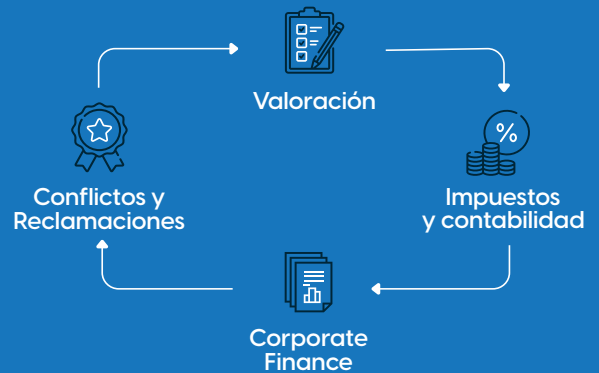 Valoración
%
Impuestos
y contabilidad
Corporate
Finance
Conflictos y
Reclamaciones